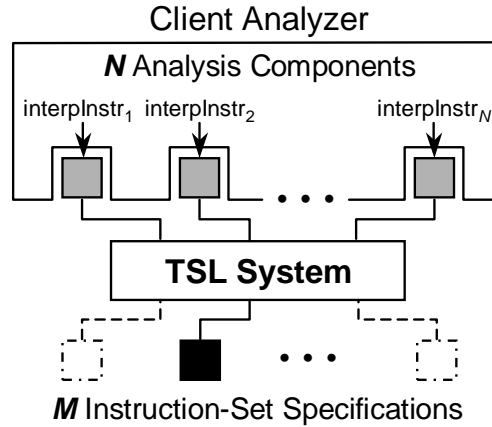 Client Analyzer
N Analysis Components
interpInstr1 interpInstr2 interpInstrN
• • •
TSL System
• • •
M Instruction-Set Specifications